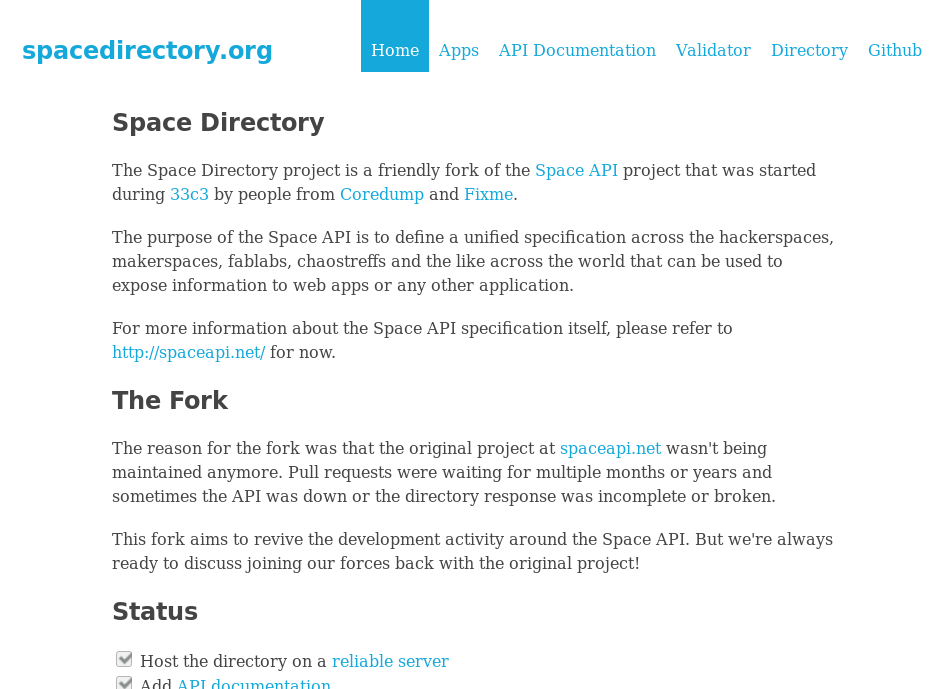 spacedirectory.org
Home Apps API Documentation Validator Directory Github
Space Directory
The Space Directory project is a friendly fork of the Space API project that was started
during 33c3 by people from Coredump and Fixme.
The purpose of the Space API is to define a unified specification across the hackerspaces,
makerspaces, fablabs, chaostreffs and the like across the world that can be used to
expose information to web apps or any other application.
For more information about the Space API specification itself, please refer to
http://spaceapi.net/ for now.
The Fork
The reason for the fork was that the original project at spaceapi.net wasn't being
maintained anymore. Pull requests were waiting for multiple months or years and
sometimes the API was down or the directory response was incomplete or broken.
This fork aims to revive the development activity around the Space API. But we're always
ready to discuss joining our forces back with the original project!
Status
Host the directory on a reliable server
Add API documentation